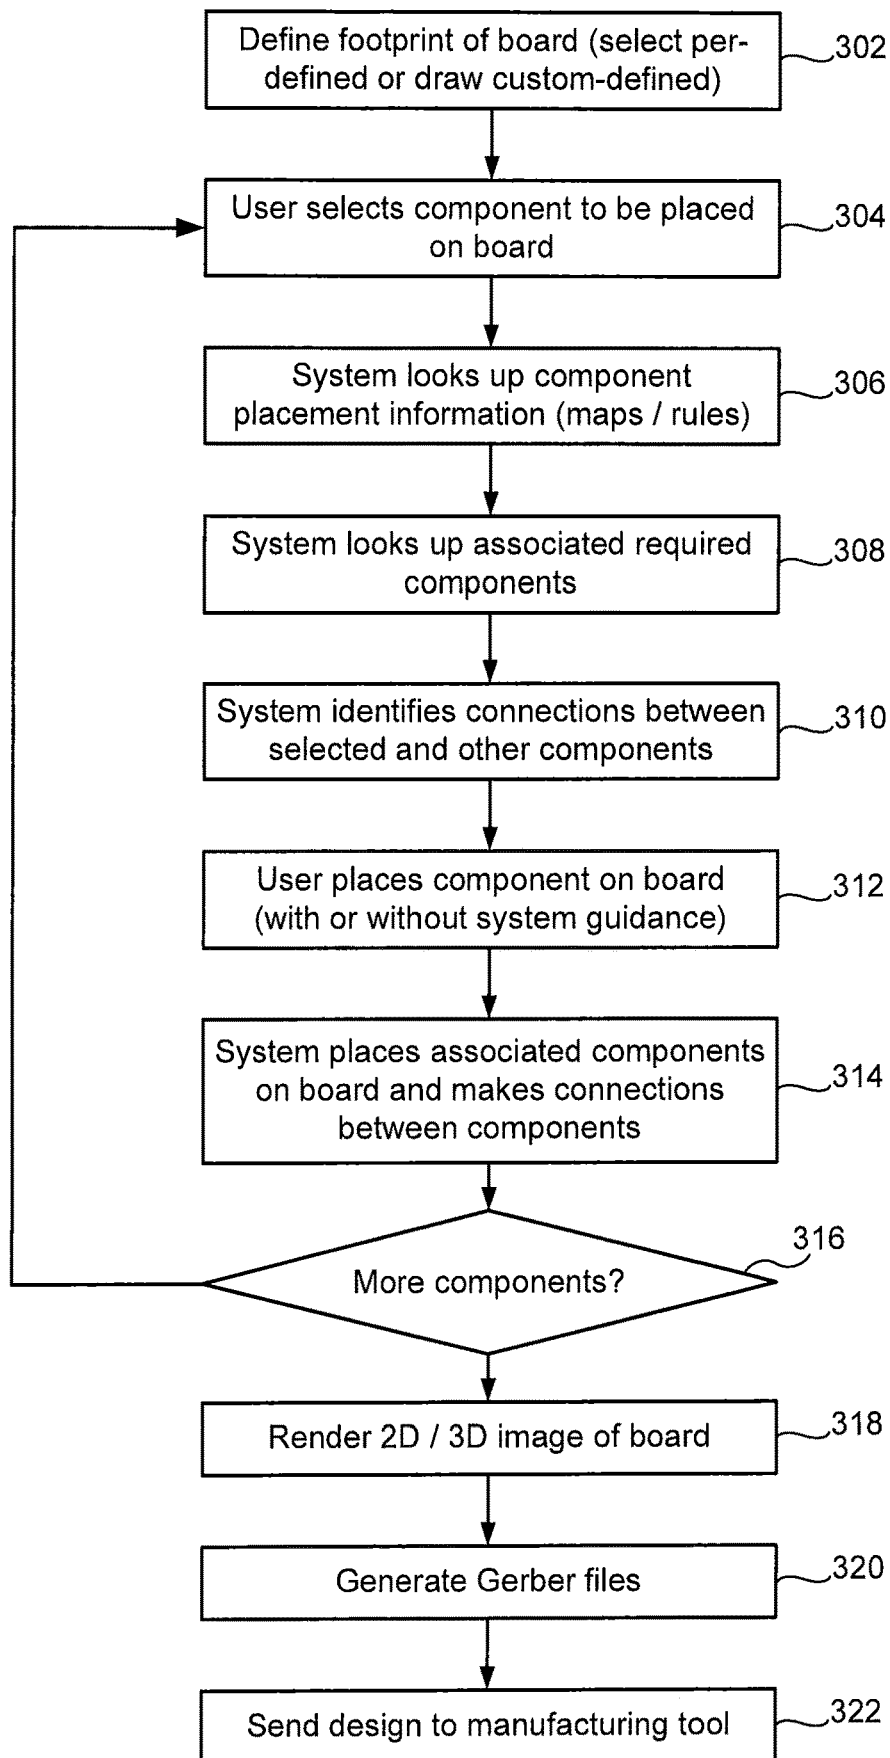 Define footprint of board (select per-
defined or draw custom-defined)
302
User selects component to be placed
on board
304
System looks up component
placement information (maps / rules)
306
System looks up associated required
components
308
System identifies connections between
selected and other components
310
User places component on board
(with or without system guidance)
312
System places associated components
on board and makes connections
between components
314
More components?
316
Render 2D / 3D image of board
318
Generate Gerber files
320
Send design to manufacturing tool
322